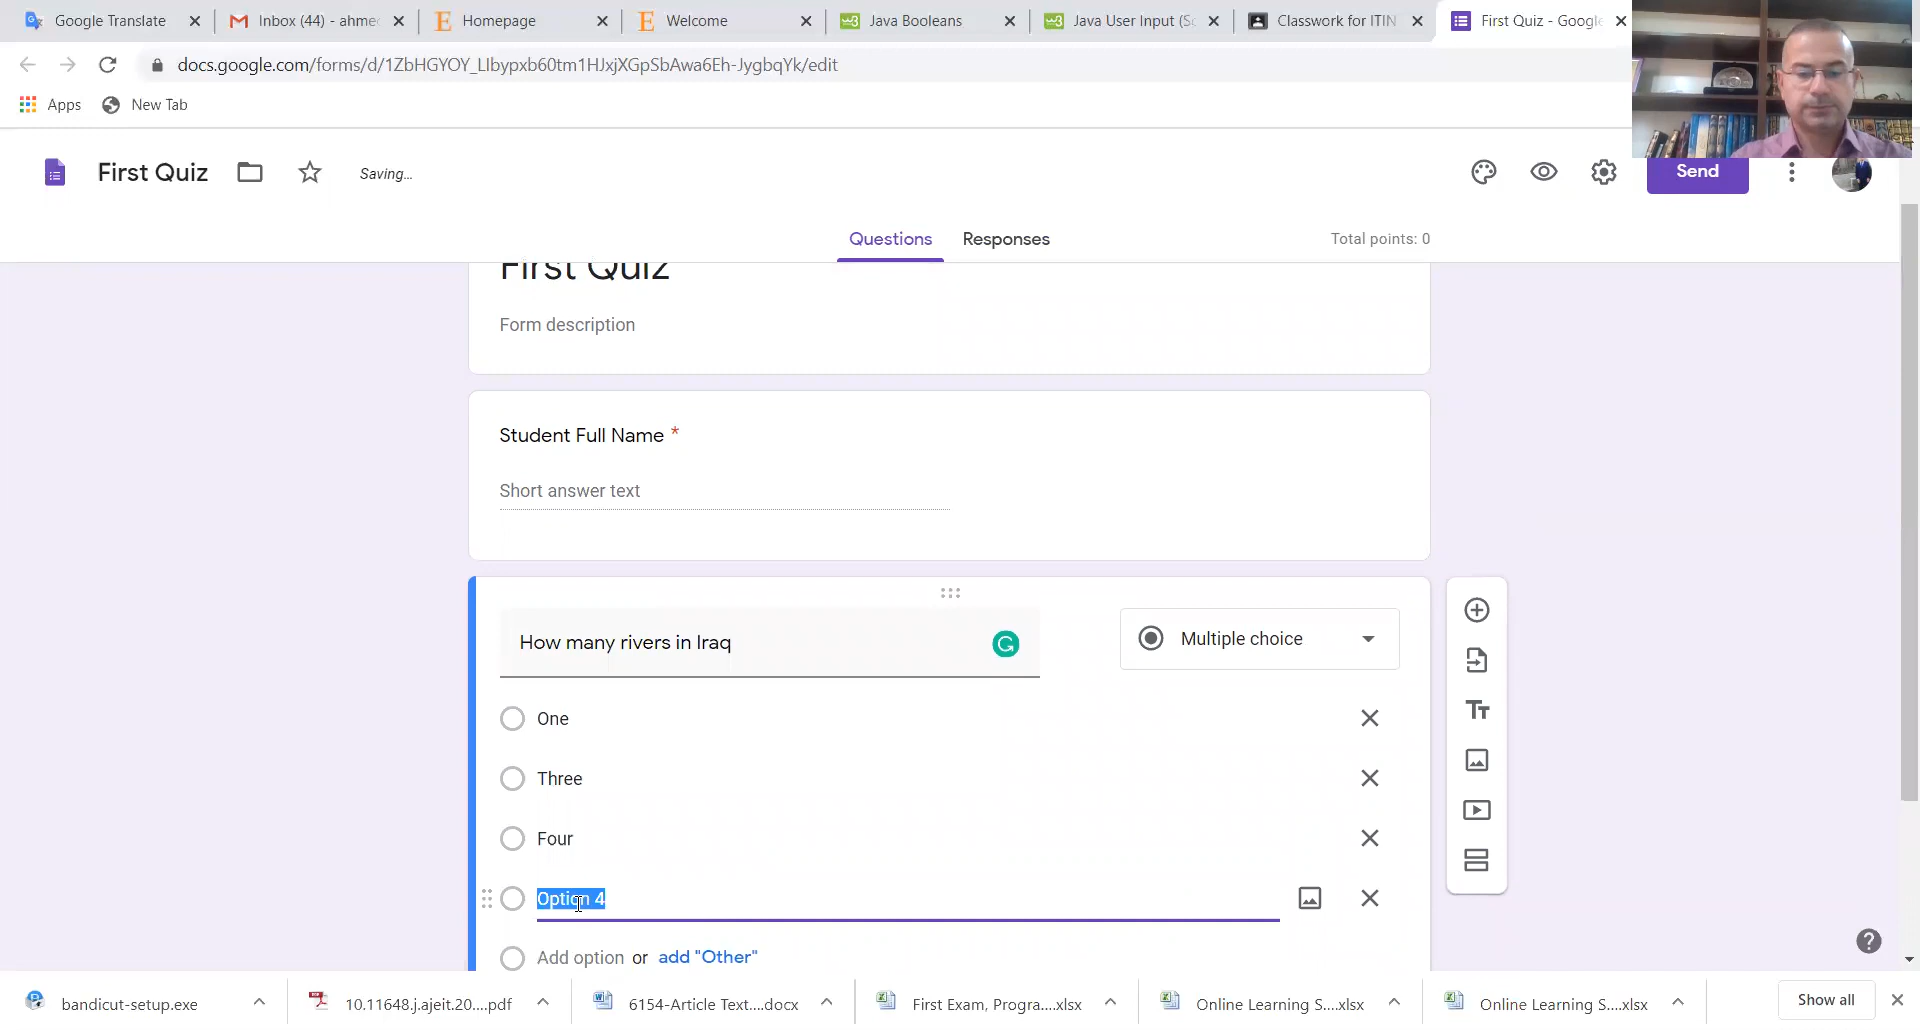 Google Translate
Inbox (44) - ahme
Homepage
Welcome
Java Booleans
Java User Input (Sc
Classwork for ITIN
First Quiz - Google
docs.google.com/forms/d/1ZbHGYOY_LIbypxb60tm1HJxjXGpSbAwa6Eh-JygbqYk/edit
Apps
New Tab
First Quiz
Saving...
Send
Questions
Responses
Total points: 0
First Quiz
Form description
Student Full Name *
Short answer text
How many rivers in Iraq
Multiple choice
One
Three
Four
Option 4
Add option or add "Other"
bandicut-setup.exe
10.11648.j.ajeit.20....pdf
6154-Article Text....docx
First Exam, Progra....xlsx
Online Learning S....xlsx
Online Learning S....xlsx
Show all